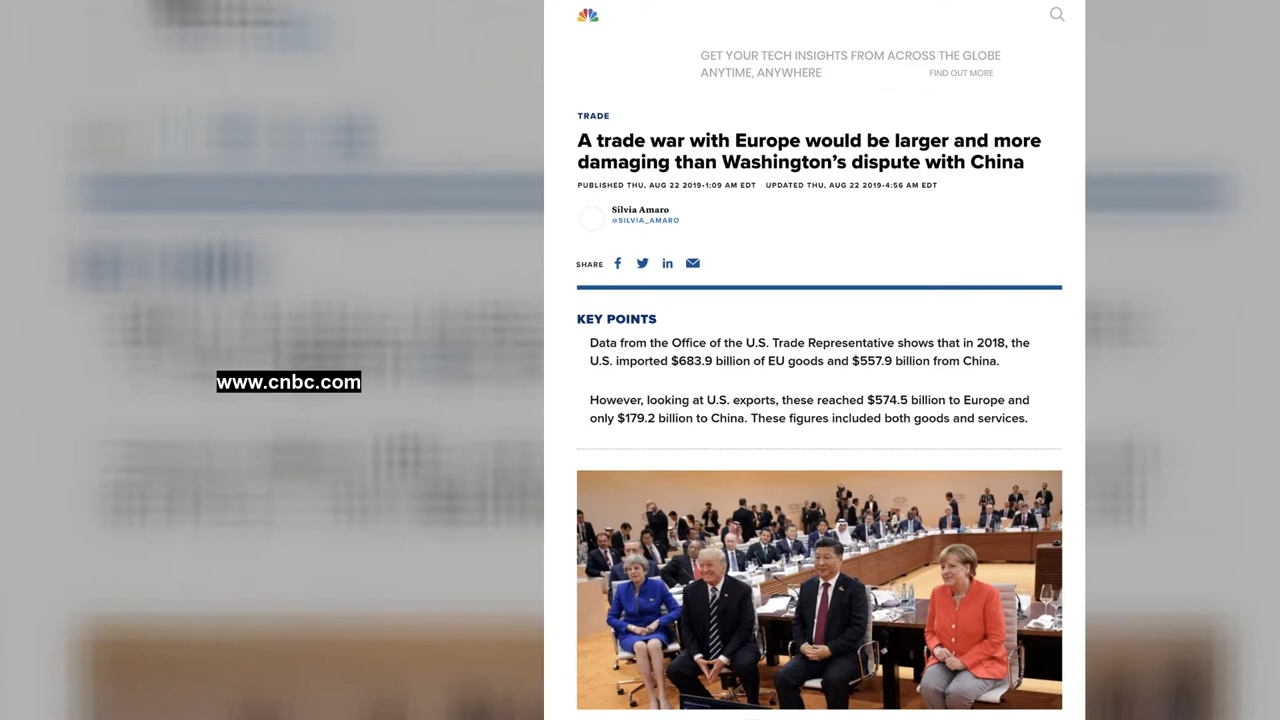 GET YOUR TECH INSIGHTS FROM ACROSS THE GLOBE
ANYTIME, ANYWHERE
FIND OUT MORE
TRADE
A trade war with Europe would be larger and more
damaging than Washington’s dispute with China
PUBLISHED THU, AUG 22 2019•1:09 AM EDT UPDATED THU, AUG 22 2019•4:56 AM EDT
Silvia Amaro
@SILVIA_AMARO
SHARE
KEY POINTS
Data from the Office of the U.S. Trade Representative shows that in 2018, the
U.S. imported $683.9 billion of EU goods and $557.9 billion from China.
www.cnbc.com
However, looking at U.S. exports, these reached $574.5 billion to Europe and
only $179.2 billion to China. These figures included both goods and services.